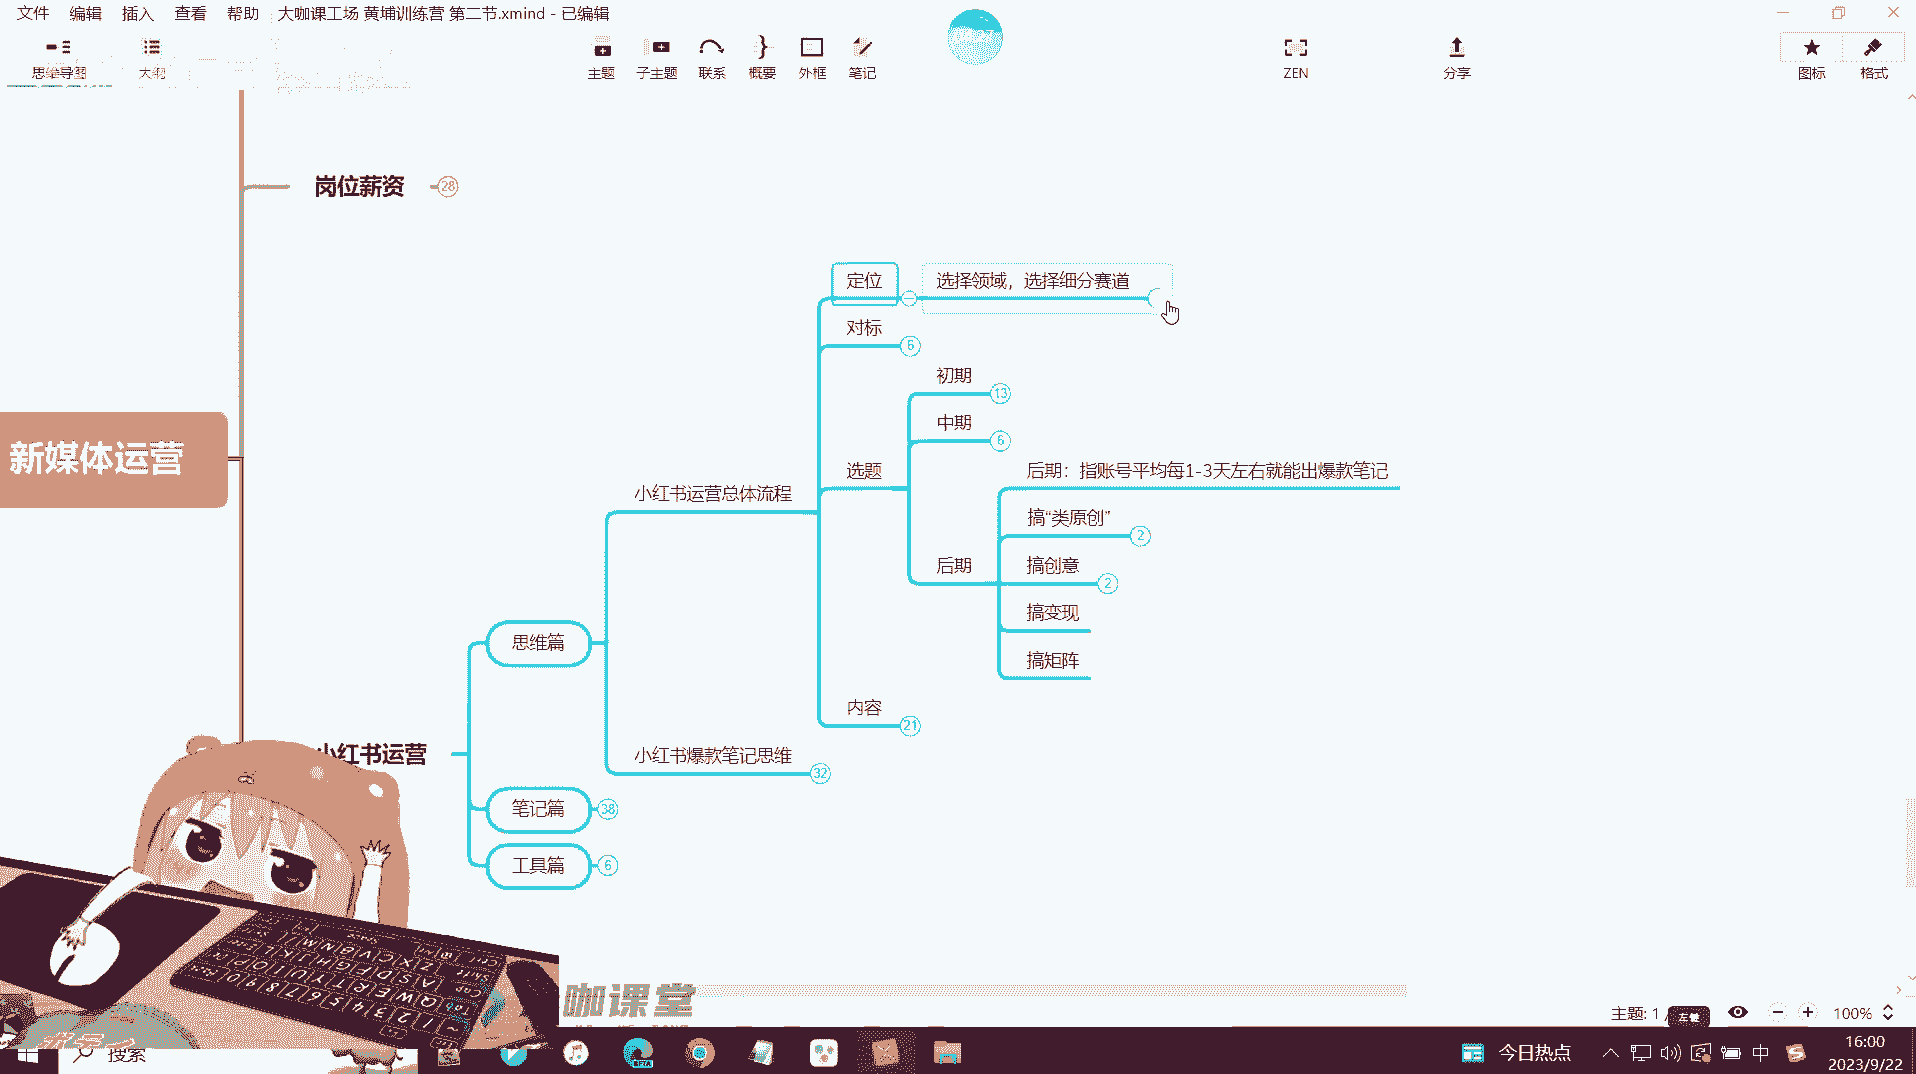 文件 编辑 插入 查看 帮助 大咖课工场 黄埔训练营 第二节.xmind - 已编辑
思维导图 大纲 主题 子主题 联系 概要 外框 笔记 ZEN 分享 图标 格式
岗位薪资 28
定位 选择领域，选择细分赛道
对标 6
初期 13
中期 6
选题
后期：指账号平均每1-3天左右就能出爆款笔记
新媒体运营
小红书运营总体流程
搞“类原创” 2
后期
搞创意 2
搞变现
思维篇
搞矩阵
内容 21
小红书运营
小红书爆款笔记思维 32
笔记篇 38
工具篇 6
咖课堂
主题: 1 /
100%
搜索
BETA
今日热点
中
16:00
2023/9/22